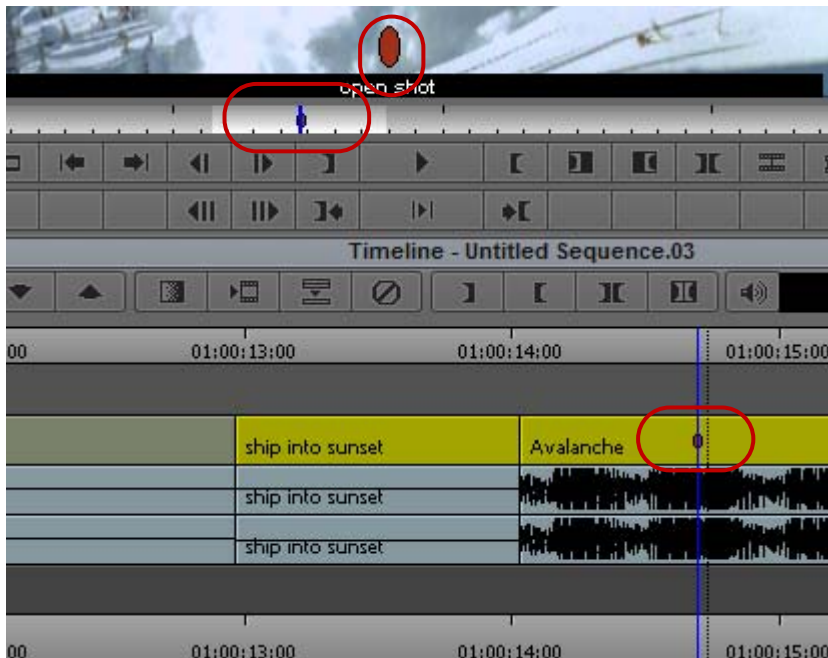 open shot
Timeline - Untitled Sequence.03
00 01:00:13:00 01:00:14:00 01:00:15:00
ship into sunset Avalanche
ship into sunset
ship into sunset
00 01:00:13:00 01:00:14:00 01:00:15:00